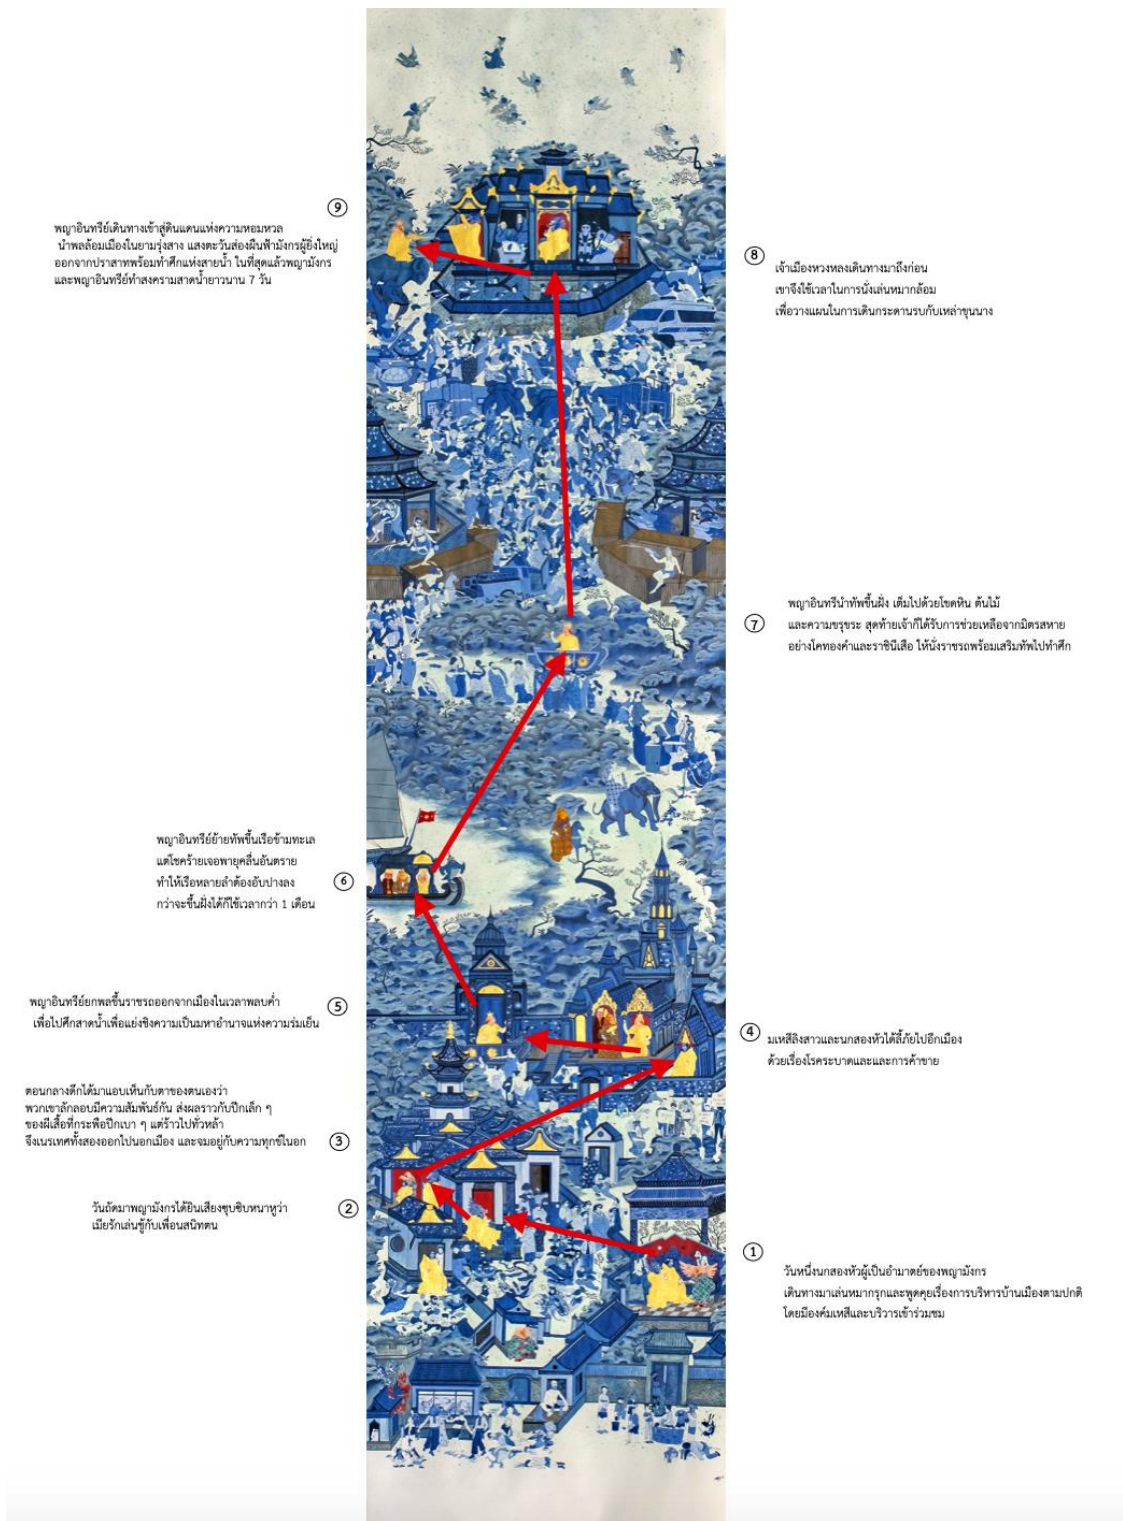 ⑨
พญาอินทรีย์เดินทางเข้าสู่ดินแดนแห่งความหอมหวล
นำพลล้อมเมืองในยามรุ่งสาง แสงตะวันส่องผืนฟ้ามังกรผู้ยิ่งใหญ่
ออกจากปราสาทพร้อมทำศึกแห่งสายน้ำ ในที่สุดแล้วพญามังกร
และพญาอินทรีย์ทำสงครามสาดน้ำยาวนาน 7 วัน
⑧
เจ้าเมืองหวงหลงเดินทางมาถึงก่อน
เขาจึงใช้เวลาในการนั่งเล่นหมากล้อม
เพื่อวางแผนในการเดินกระดานรบกับเหล่าขุนนาง
⑦
พญาอินทรีนำทัพขึ้นฝั่ง เต็มไปด้วยโขดหิน ต้นไม้
และความขรุขระ สุดท้ายเจ้าก็ได้รับการช่วยเหลือจากมิตรสหาย
อย่างโคทองคำและราชินีเสือ ให้นั่งราชรถพร้อมเสริมทัพไปทำศึก
⑥
พญาอินทรีย์ย้ายทัพขึ้นเรือข้ามทะเล
แต่โชคร้ายเจอพายุคลื่นอันตราย
ทำให้เรือหลายลำต้องอับปางลง
กว่าจะขึ้นฝั่งได้ก็ใช้เวลากว่า 1 เดือน
⑤
พญาอินทรีย์ยกพลขึ้นราชรถออกจากเมืองในเวลาพลบค่ำ
เพื่อไปศึกสาดน้ำเพื่อแย่งชิงความเป็นมหาอำนาจแห่งความร่มเย็น
④
มเหสีลิงสาวและนกสองหัวได้ลี้ภัยไปอีกเมือง
ด้วยเรื่องโรคระบาดและและการค้าขาย
③
ตอนกลางดึกได้มาแอบเห็นกับตาของตนเองว่า
พวกเขาลักลอบมีความสัมพันธ์กัน ส่งผลราวกับปีกเล็ก ๆ
ของผีเสื้อที่กระพือปีกเบา ๆ แต่ร้าวไปทั่วหล้า
จึงเนรเทศทั้งสองออกไปนอกเมือง และจมอยู่กับความทุกข์ในอก
②
วันถัดมาพญามังกรได้ยินเสียงซุบซิบหนาหูว่า
เมียรักเล่นชู้กับเพื่อนสนิทตน
①
วันหนึ่งนกสองหัวผู้เป็นอำมาตย์ของพญามังกร
เดินทางมาเล่นหมากรุกและพูดคุยเรื่องการบริหารบ้านเมืองตามปกติ
โดยมีองค์มเหสีและบริวารเข้าร่วมชม